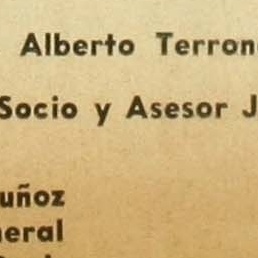 Alberto Terron
Socio y Asesor J
uñoz
neral